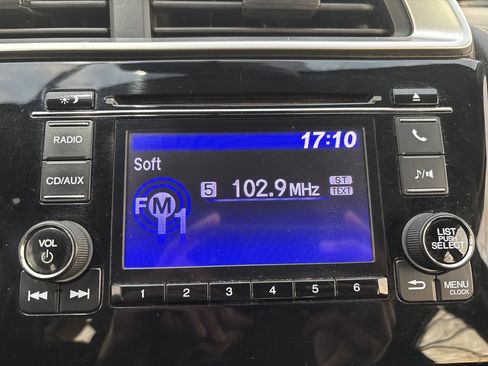 17:10
RADIO
Soft
CD/AUX
5 102.9 MHz ST
TEXT
FM1
VOL
LIST
PUSH
SELECT
1 2 3 4 5 6
MENU
CLOCK